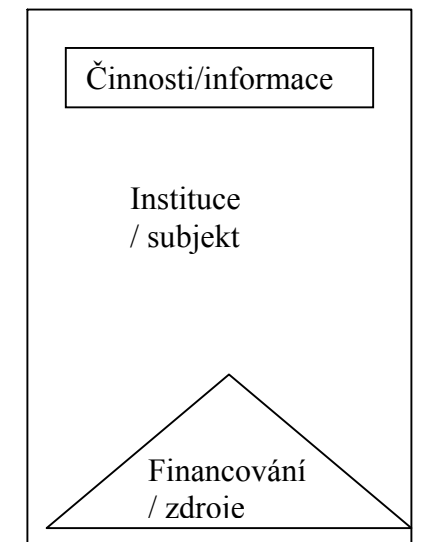 Činnosti/informace
Instituce
/ subjekt
Financování
/ zdroje